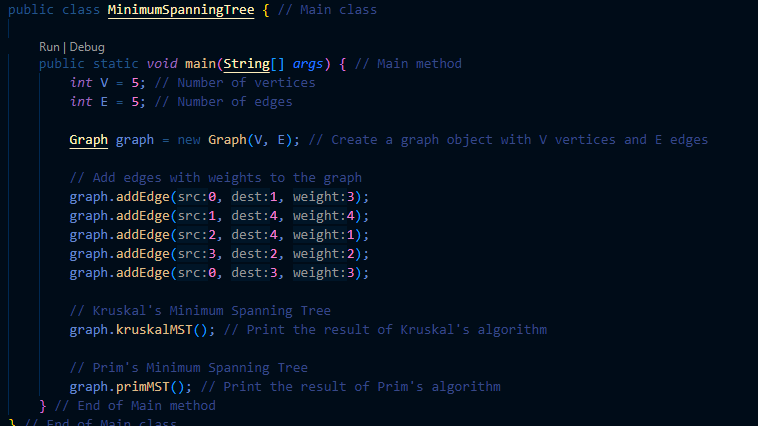 public class MinimumSpanningTree { // Main class
Run | Debug
public static void main(String[] args) { // Main method
int V = 5; // Number of vertices
int E = 5; // Number of edges
Graph graph = new Graph(V, E); // Create a graph object with V vertices and E edges
// Add edges with weights to the graph
graph.addEdge(src:0, dest:1, weight:3);
graph.addEdge(src:1, dest:4, weight:4);
graph.addEdge(src:2, dest:4, weight:1);
graph.addEdge(src:3, dest:2, weight:2);
graph.addEdge(src:0, dest:3, weight:3);
// Kruskal's Minimum Spanning Tree
graph.kruskalMST(); // Print the result of Kruskal's algorithm
// Prim's Minimum Spanning Tree
graph.primMST(); // Print the result of Prim's algorithm
} // End of Main method
} // End of Main class